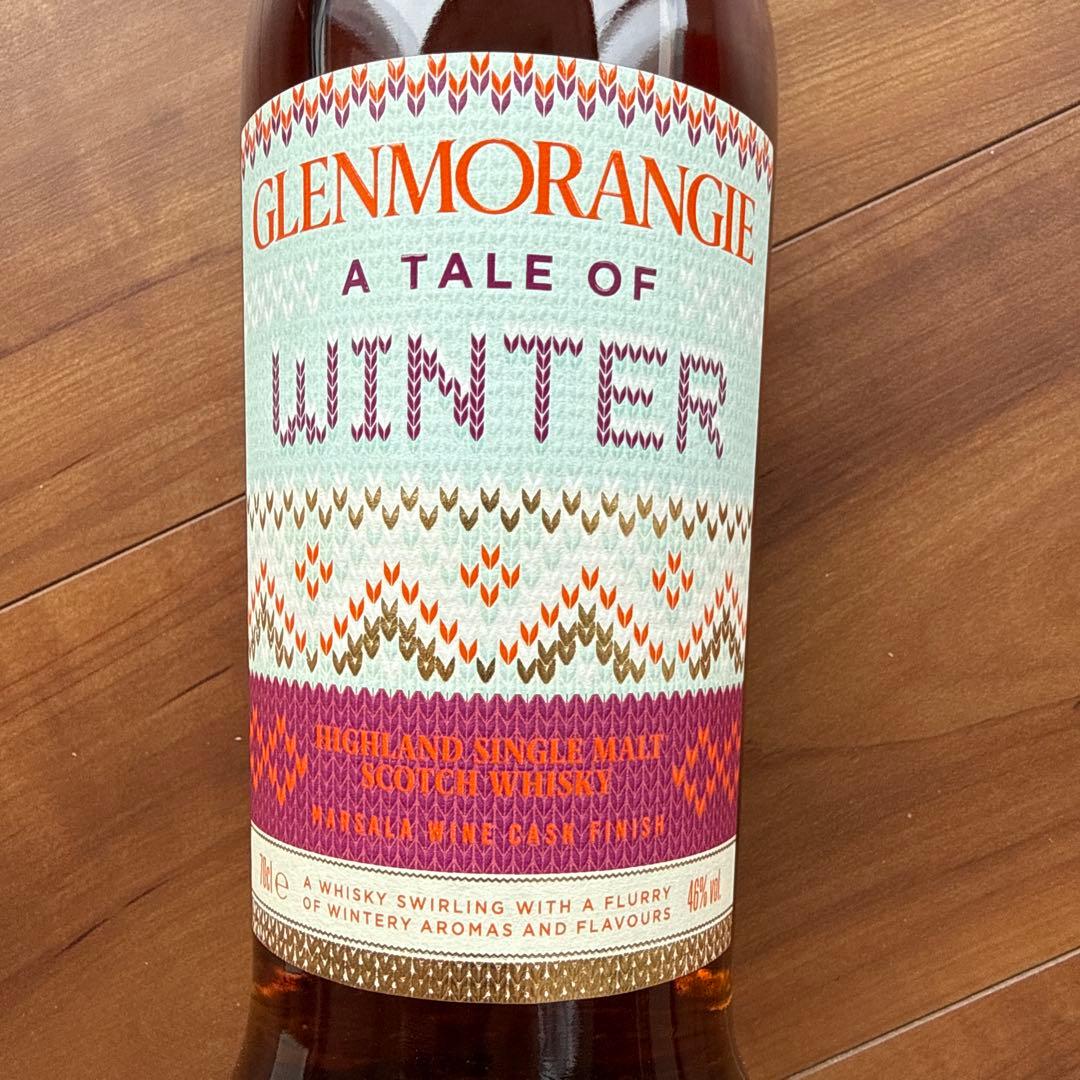 GLENMORANGIE
A TALE OF
WINTER
HIGHLAND SINGLE MALT
SCOTCH WHISKY
MARSALA WINE CASK FINISH
70cl ℮
A WHISKY SWIRLING WITH A FLURRY
OF WINTERY AROMAS AND FLAVOURS
46% vol.